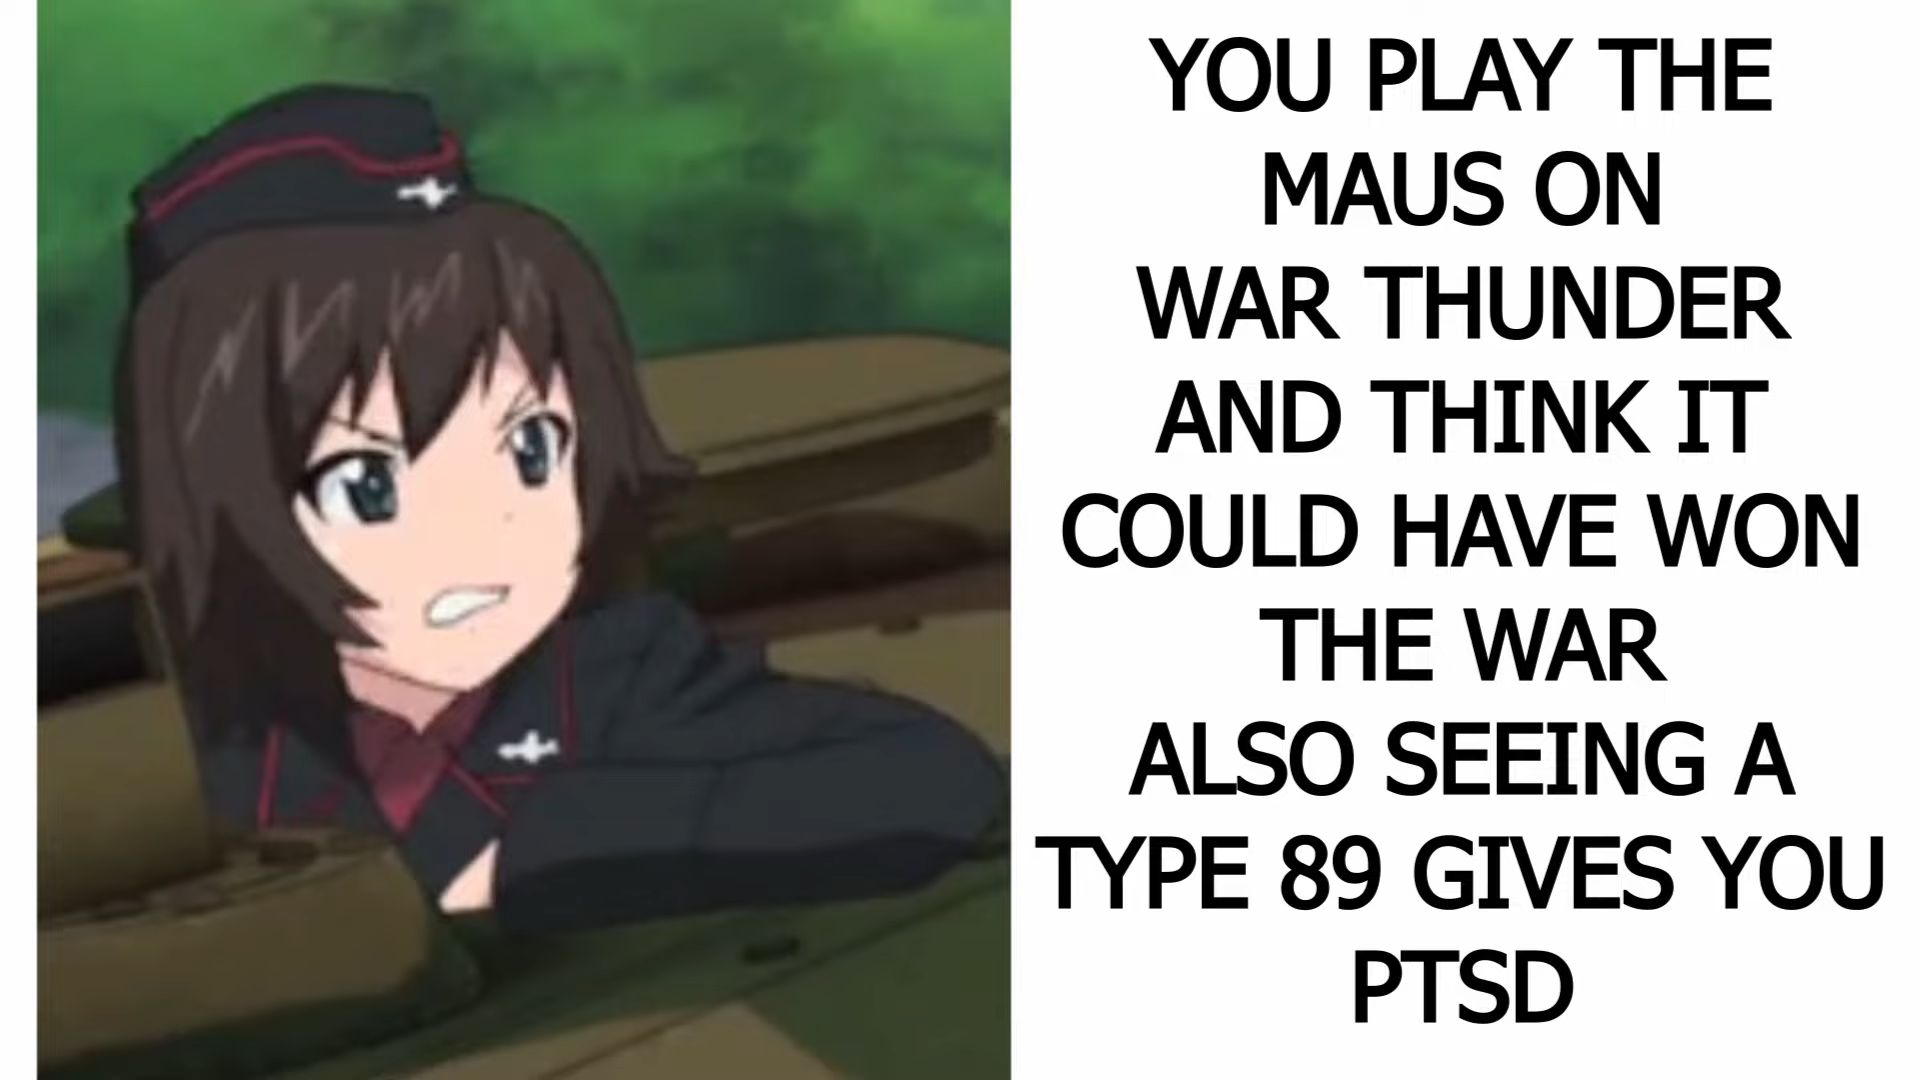 YOU PLAY THE
MAUS ON
WAR THUNDER
AND THINK IT
COULD HAVE WON
THE WAR
ALSO SEEING A
TYPE 89 GIVES YOU
PTSD